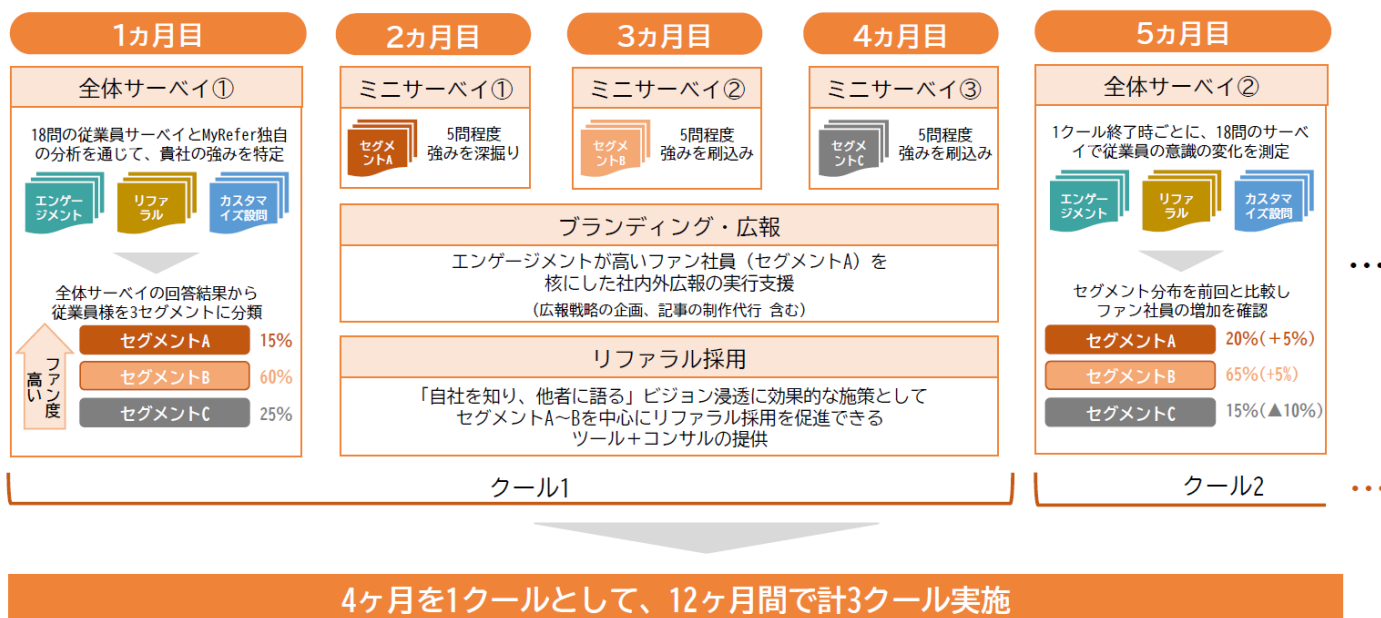 1ヵ月目
全体サーベイ①
18問の従業員サーベイとMyRefer独自
の分析を通じて、貴社の強みを特定
エンゲー
ジメント
リファ
ラル
カスタマ
イズ設問
全体サーベイの回答結果から
従業員様を3セグメントに分類
ファン度
高い
セグメントA 15%
セグメントB 60%
セグメントC 25%
2ヵ月目
ミニサーベイ①
セグメ
ントA
5問程度
強みを深掘り
3ヵ月目
ミニサーベイ②
セグメ
ントB
5問程度
強みを刷込み
4ヵ月目
ミニサーベイ③
セグメ
ントC
5問程度
強みを刷込み
ブランディング・広報
エンゲージメントが高いファン社員（セグメントA）を
核にした社内外広報の実行支援
（広報戦略の企画、記事の制作代行 含む）
リファラル採用
「自社を知り、他者に語る」ビジョン浸透に効果的な施策として
セグメントA～Bを中心にリファラル採用を促進できる
ツール＋コンサルの提供
クール1
5ヵ月目
全体サーベイ②
1クール終了時ごとに、18問のサーベ
イで従業員の意識の変化を測定
エンゲー
ジメント
リファ
ラル
カスタマ
イズ設問
セグメント分布を前回と比較し
ファン社員の増加を確認
セグメントA 20%(＋5%)
セグメントB 65%(+5%)
セグメントC 15%(▲10%)
クール2
…
…
4ヶ月を1クールとして、12ヶ月間で計3クール実施